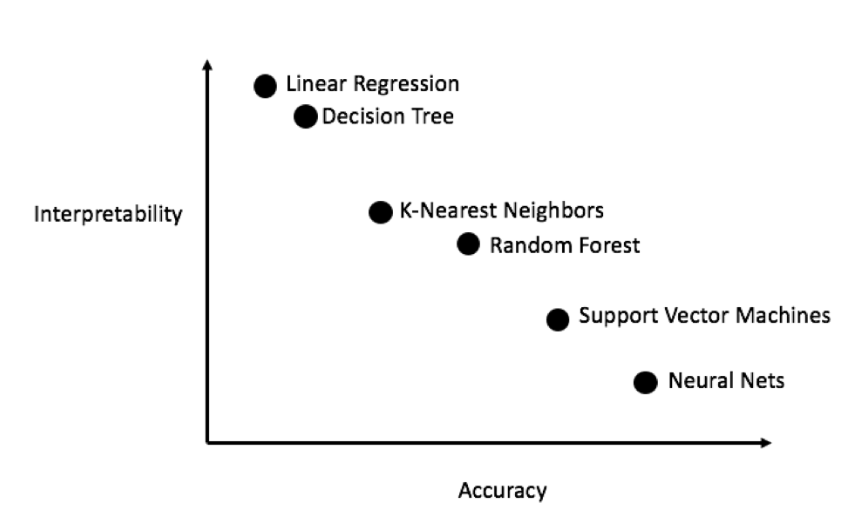 Linear Regression
Decision Tree
Interpretability
K-Nearest Neighbors
Random Forest
Support Vector Machines
Neural Nets
Accuracy